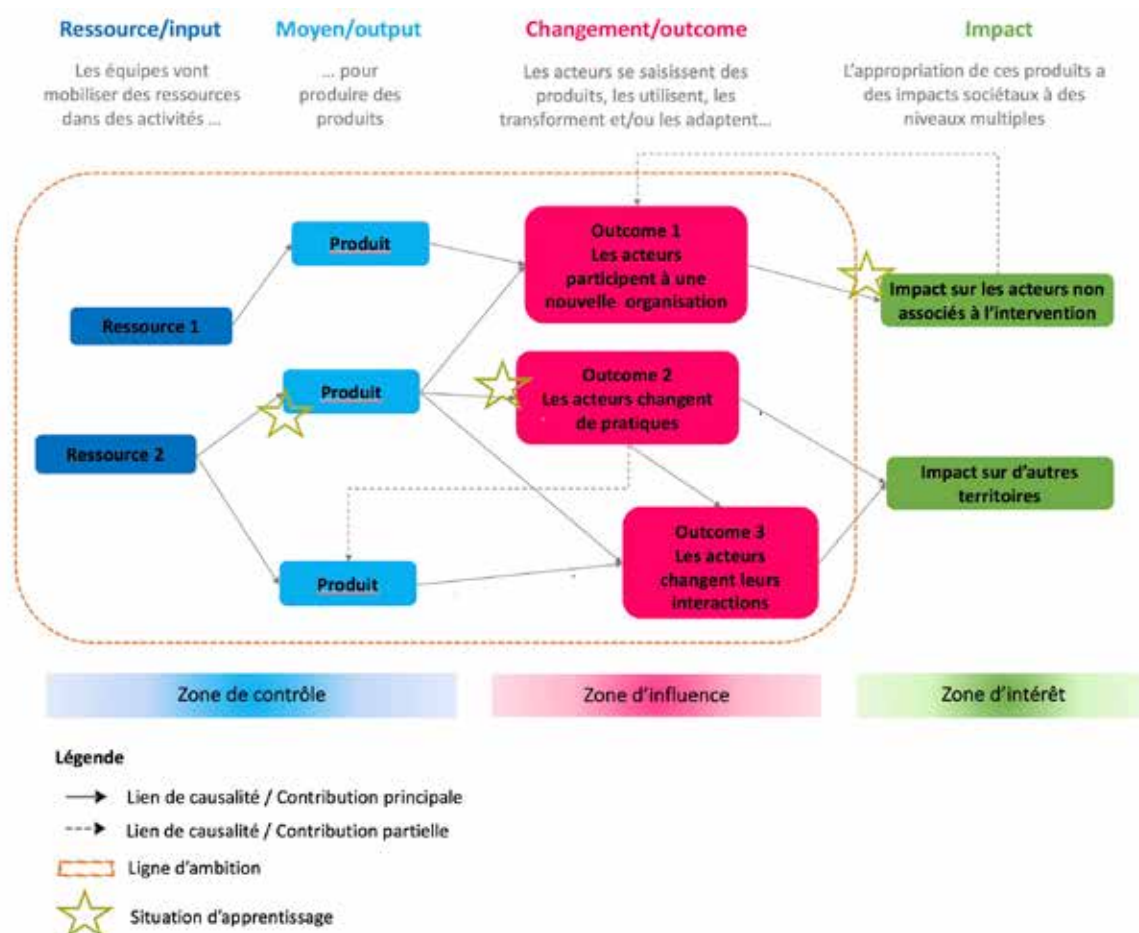 Ressource/input
Les équipes vont
mobiliser des ressources
dans des activités ...
Moyen/output
... pour
produire des
produits
Changement/outcome
Les acteurs se saisissent des
produits, les utilisent, les
transforment et/ou les adaptent...
Impact
L'appropriation de ces produits a
des impacts sociétaux à des
niveaux multiples
Produit
Outcome 1
Les acteurs
participent à une
nouvelle organisation
Impact sur les acteurs non
associés à l'intervention
Ressource 1
Produit
Outcome 2
Les acteurs changent
de pratiques
Ressource 2
Impact sur d'autres
territoires
Produit
Outcome 3
Les acteurs
changent leurs
interactions
Zone de contrôle
Zone d'influence
Zone d'intérêt
Légende
Lien de causalité / Contribution principale
Lien de causalité / Contribution partielle
Ligne d'ambition
Situation d'apprentissage